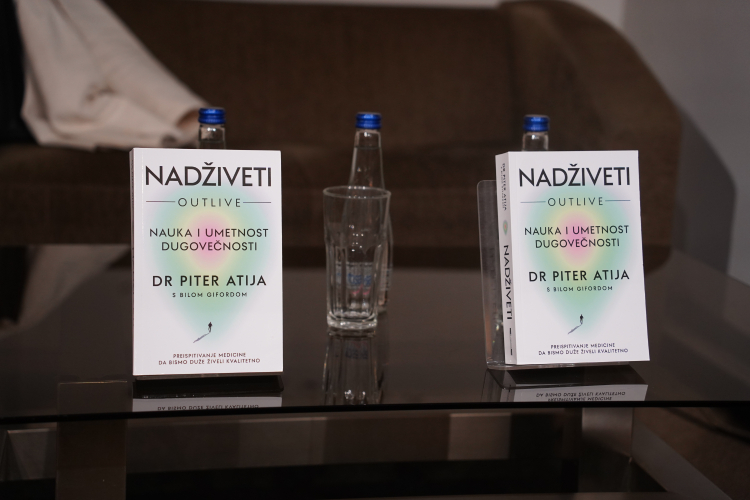 NADŽIVETI
OUTLIVE
NAUKA I UMETNOST
DUGOVEČNOSTI
DR PITER ATIJA
S BILOM GIFORDOM
PREISPITIVANJE MEDICINE
DA BISMO DUŽE ŽIVELI KVALITETNO
NADŽIVETI
NADŽIVETI
OUTLIVE
NAUKA I UMETNOST
DUGOVEČNOSTI
DR PITER ATIJA
S BILOM GIFORDOM
PREISPITIVANJE MEDICINE
DA BISMO DUŽE ŽIVELI KVALITETNO